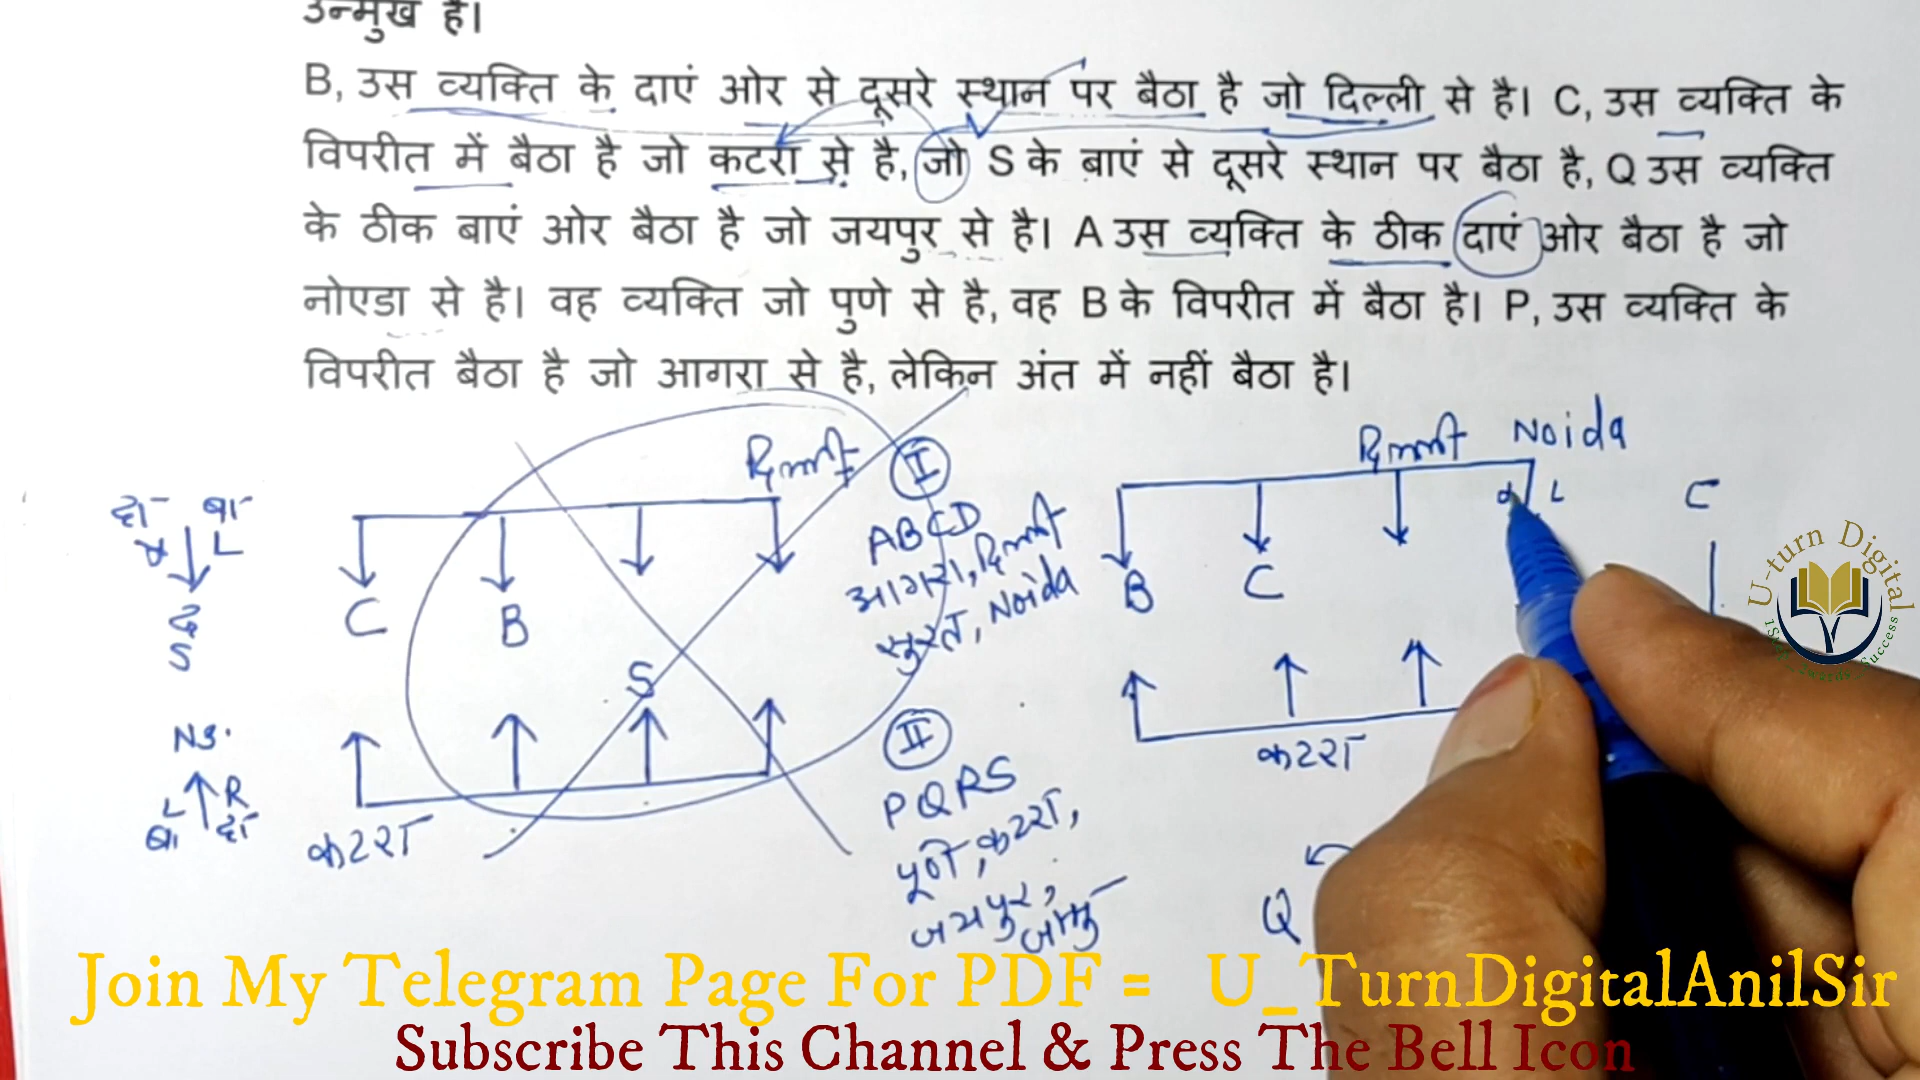 उन्मुख है।
B, उस व्यक्ति के दाएं ओर से दूसरे स्थान पर बैठा है जो दिल्ली से है। C, उस व्यक्ति के
विपरीत में बैठा है जो कटरा से है, जो S के बाएं से दूसरे स्थान पर बैठा है, Q उस व्यक्ति
के ठीक बाएं ओर बैठा है जो जयपुर से है। A उस व्यक्ति के ठीक दाएं ओर बैठा है जो
नोएडा से है। वह व्यक्ति जो पुणे से है, वह B के विपरीत में बैठा है। P, उस व्यक्ति के
विपरीत बैठा है जो आगरा से है, लेकिन अंत में नहीं बैठा है।
दा बा
L
द
S
N उ.
L R
बा दा
C B
S
कटरा
I
ABCD
आगरा,
सूरत, Noida
II
PQRS
पूणे, कटरा,
जयपुर,
Noida
L
B C
कटरा
Q
C
U-turn Digital
Join My Telegram Page For PDF = U_TurnDigitalAnilSir
Subscribe This Channel & Press The Bell Icon